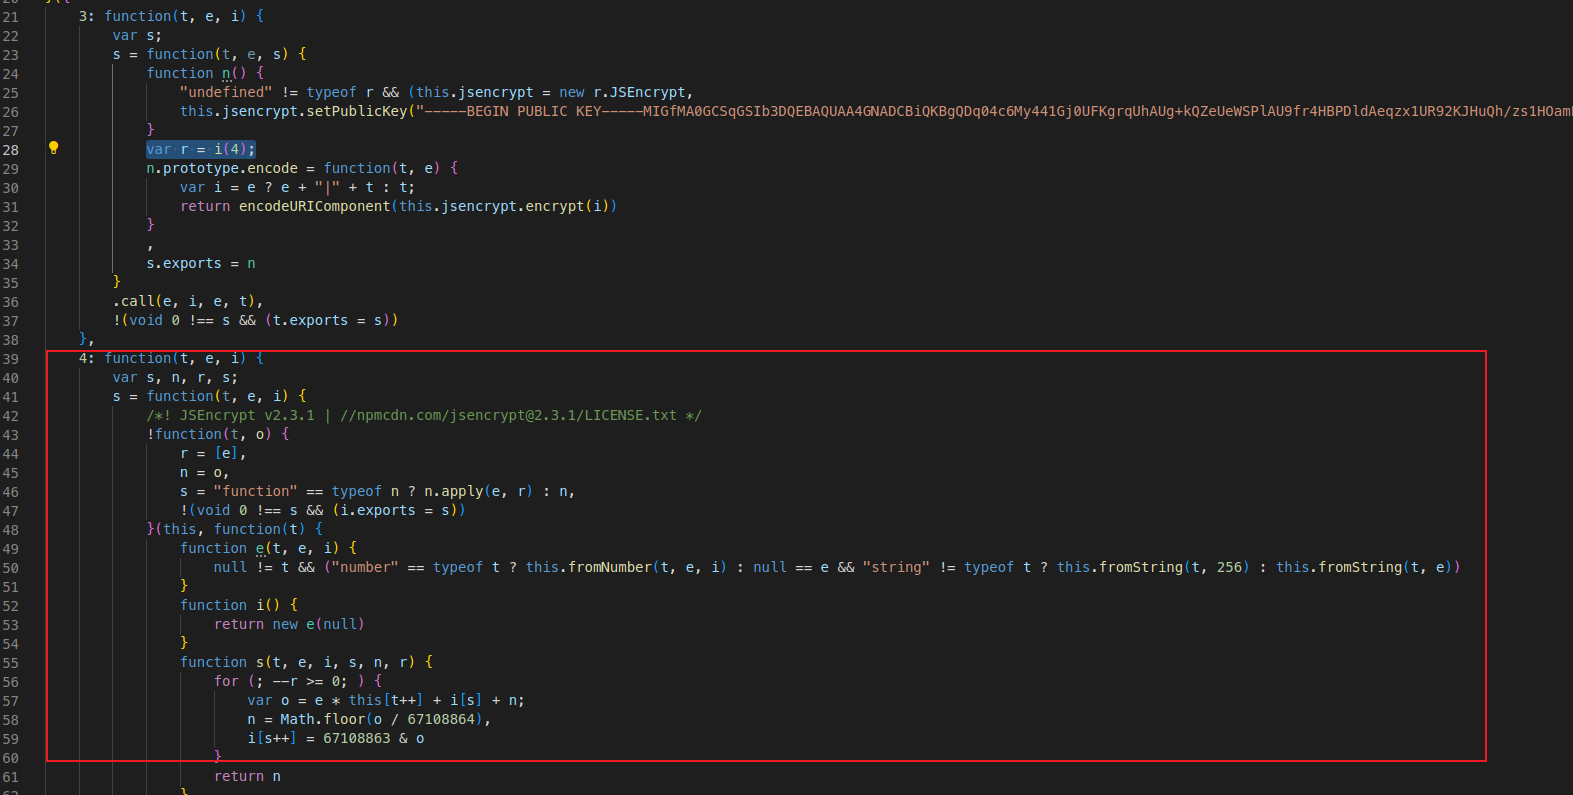 21 3: function(t, e, i) {
22 var s;
23 s = function(t, e, s) {
24 function n() {
25 "undefined" != typeof r && (this.jsencrypt = new r.JSEncrypt,
26 this.jsencrypt.setPublicKey("-----BEGIN PUBLIC KEY-----MIGfMA0GCSqGSIb3DQEBAQUAA4GNADCBiQKBgQDq04c6My441Gj0UFKgrqUhAUg+kQZeUeWSPlAU9fr4HBPDldAeqzx1UR92KJHuQh/zs1HOam
27 }
28 var r = i(4);
29 n.prototype.encode = function(t, e) {
30 var i = e ? e + "|" + t : t;
31 return encodeURIComponent(this.jsencrypt.encrypt(i))
32 }
33 ,
34 s.exports = n
35 }
36 .call(e, i, e, t),
37 !(void 0 !== s && (t.exports = s))
38 },
39 4: function(t, e, i) {
40 var s, n, r, s;
41 s = function(t, e, i) {
42 /*! JSEncrypt v2.3.1 | //npmcdn.com/jsencrypt@2.3.1/LICENSE.txt */
43 !function(t, o) {
44 r = [e],
45 n = o,
46 s = "function" == typeof n ? n.apply(e, r) : n,
47 !(void 0 !== s && (i.exports = s))
48 }(this, function(t) {
49 function e(t, e, i) {
50 null != t && ("number" == typeof t ? this.fromNumber(t, e, i) : null == e && "string" != typeof t ? this.fromString(t, 256) : this.fromString(t, e))
51 }
52 function i() {
53 return new e(null)
54 }
55 function s(t, e, i, s, n, r) {
56 for (; --r >= 0; ) {
57 var o = e * this[t++] + i[s] + n;
58 n = Math.floor(o / 67108864),
59 i[s++] = 67108863 & o
60 }
61 return n